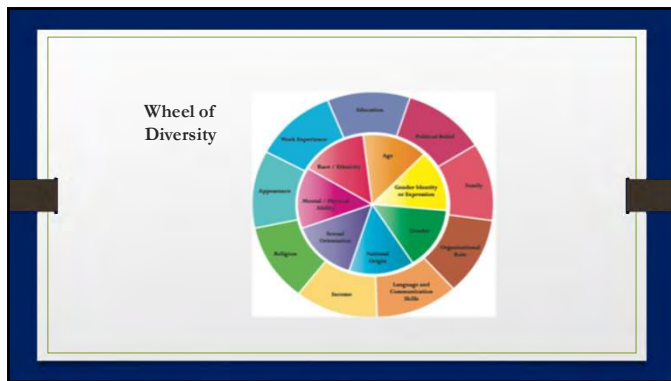 Wheel of
Diversity
Education
Political Belief
Family
Organizational
Role
Language and
Communication
Skills
Income
Religion
Appearance
Work Experience
Age
Gender Identity
or Expression
Gender
National
Origin
Sexual
Orientation
Mental / Physical
Ability
Race / Ethnicity